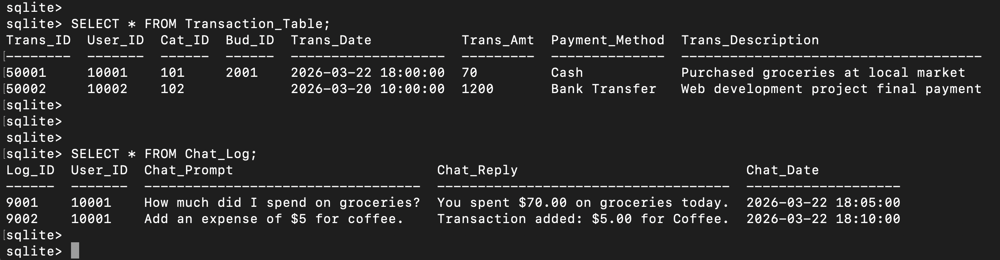 sqlite>
sqlite> SELECT * FROM Transaction_Table;
Trans_ID  User_ID  Cat_ID  Bud_ID  Trans_Date           Trans_Amt  Payment_Method  Trans_Description
[--------  -------  ------  ------  -------------------  ---------  --------------  -------------------------------------
[50001     10001    101     2001    2026-03-22 18:00:00  70         Cash            Purchased groceries at local market
[50002     10002    102             2026-03-20 10:00:00  1200       Bank Transfer   Web development project final payment
[sqlite>
[sqlite>
sqlite>
[sqlite> SELECT * FROM Chat_Log;
Log_ID  User_ID  Chat_Prompt                         Chat_Reply                            Chat_Date
------  -------  ----------------------------------  ------------------------------------  -------------------
9001    10001    How much did I spend on groceries?  You spent $70.00 on groceries today.  2026-03-22 18:05:00
9002    10001    Add an expense of $5 for coffee.    Transaction added: $5.00 for Coffee.  2026-03-22 18:10:00
[sqlite>
sqlite>